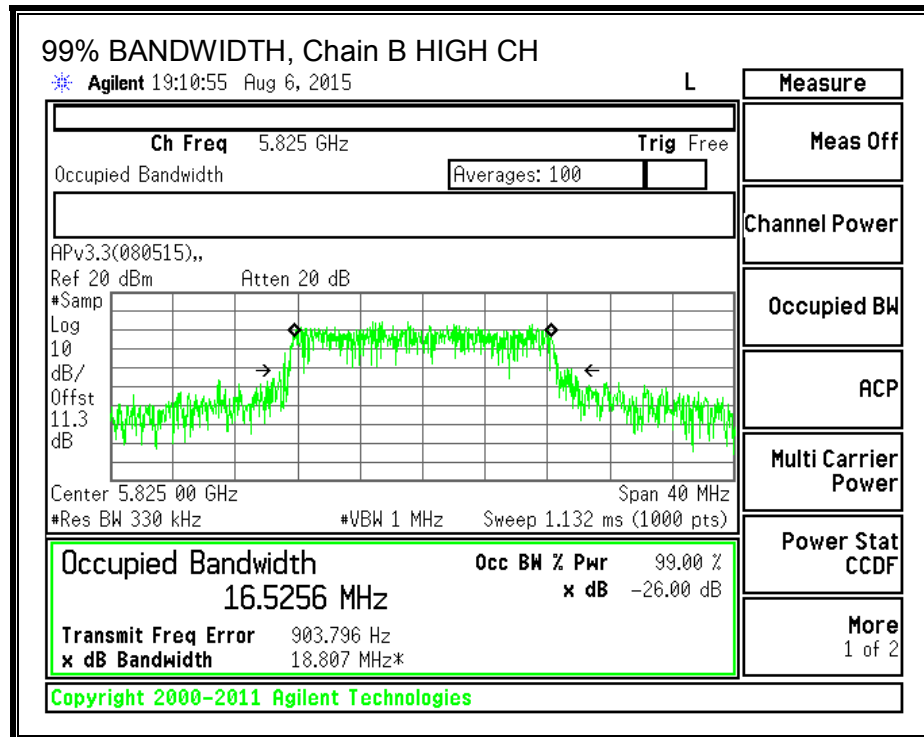 99% BANDWIDTH, Chain B HIGH CH
Agilent 19:10:55 Aug 6, 2015 L
Measure
Ch Freq 5.825 GHz Trig Free
Meas Off
Occupied Bandwidth Averages: 100
Channel Power
APv3.3(080515),,
Ref 20 dBm Atten 20 dB
#Samp
Log
10
dB/
Offst
11.3
dB
Occupied BW
ACP
Multi Carrier
Power
Center 5.825 00 GHz Span 40 MHz
#Res BW 330 kHz #VBW 1 MHz Sweep 1.132 ms (1000 pts)
Power Stat
CCDF
Occupied Bandwidth Occ BW % Pwr 99.00 %
16.5256 MHz x dB -26.00 dB
Transmit Freq Error 903.796 Hz
x dB Bandwidth 18.807 MHz*
More
1 of 2
Copyright 2000-2011 Agilent Technologies